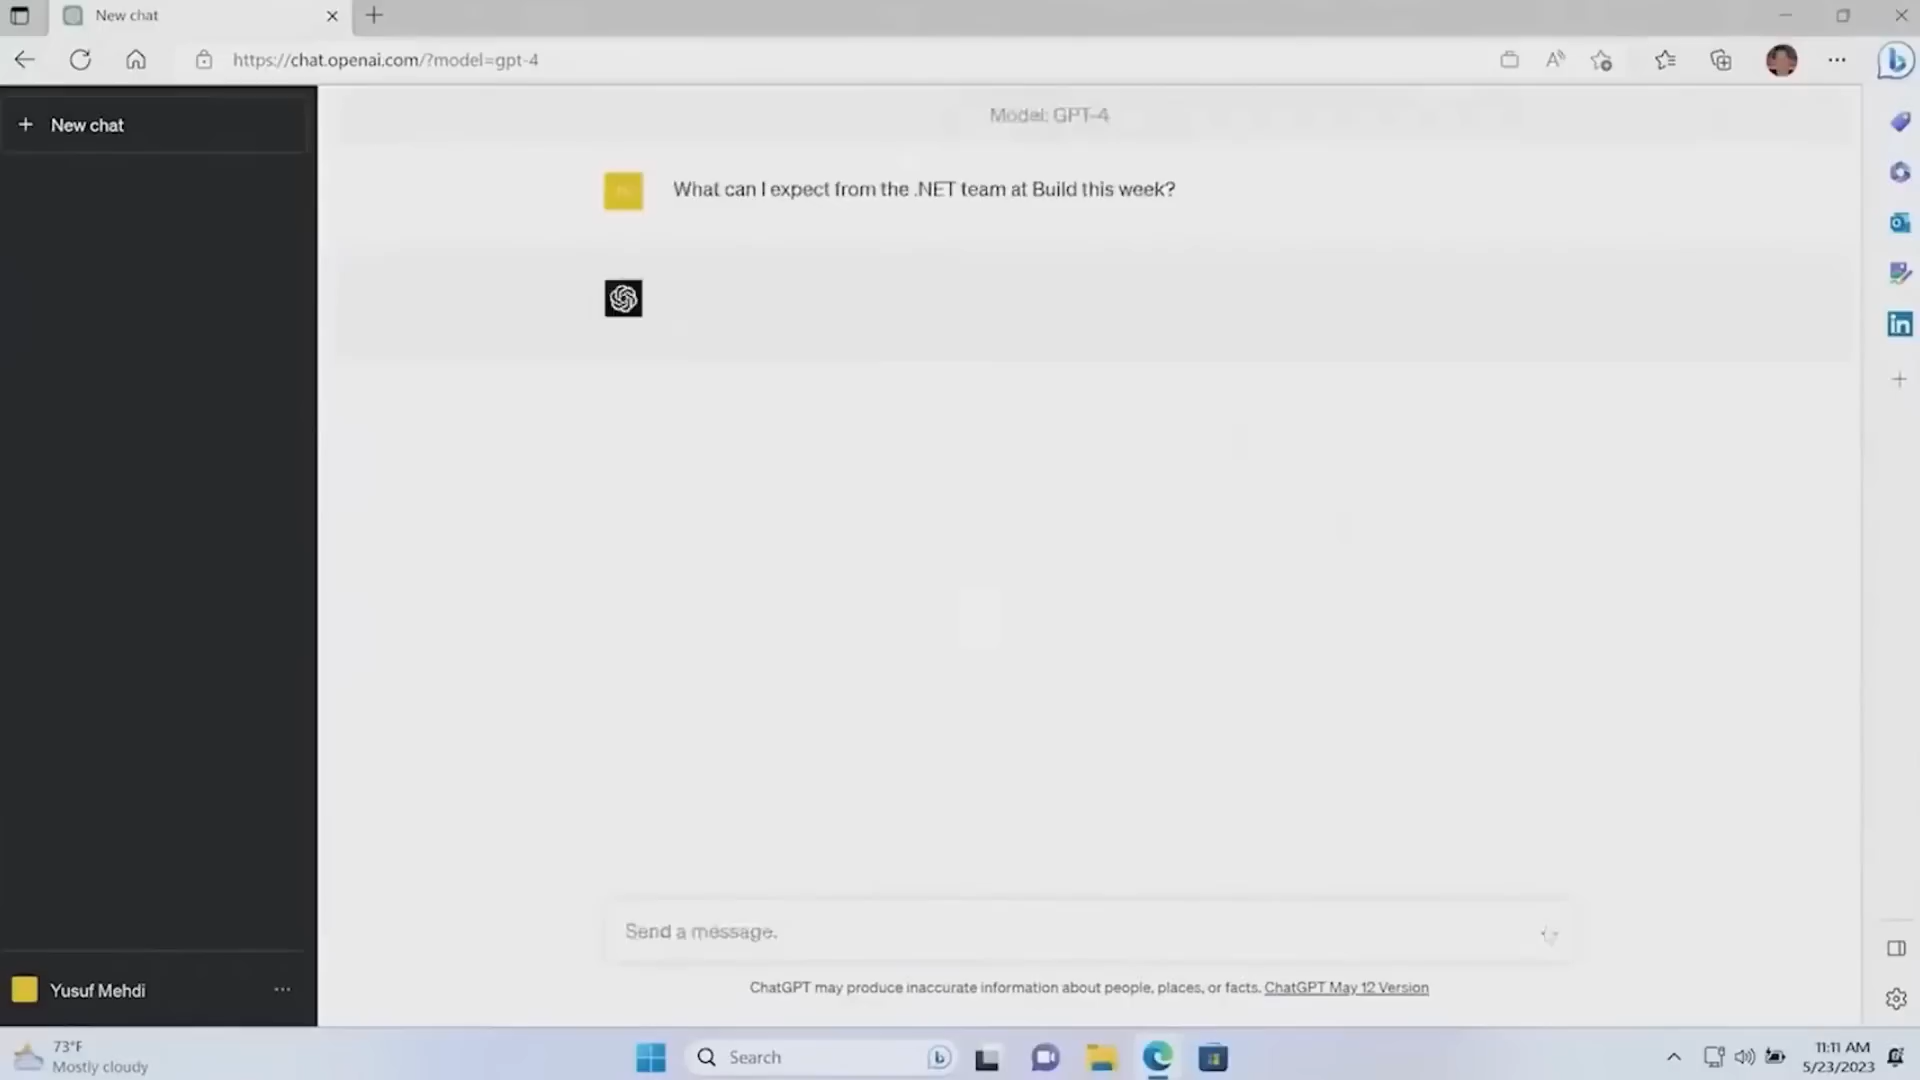 New chat
https://chat.openai.com/?model=gpt-4
New chat
Model: GPT-4
What can I expect from the .NET team at Build this week?
Send a message.
ChatGPT may produce inaccurate information about people, places, or facts. ChatGPT May 12 Version
Yusuf Mehdi
73°F
Mostly cloudy
Search
11:11 AM
5/23/2023